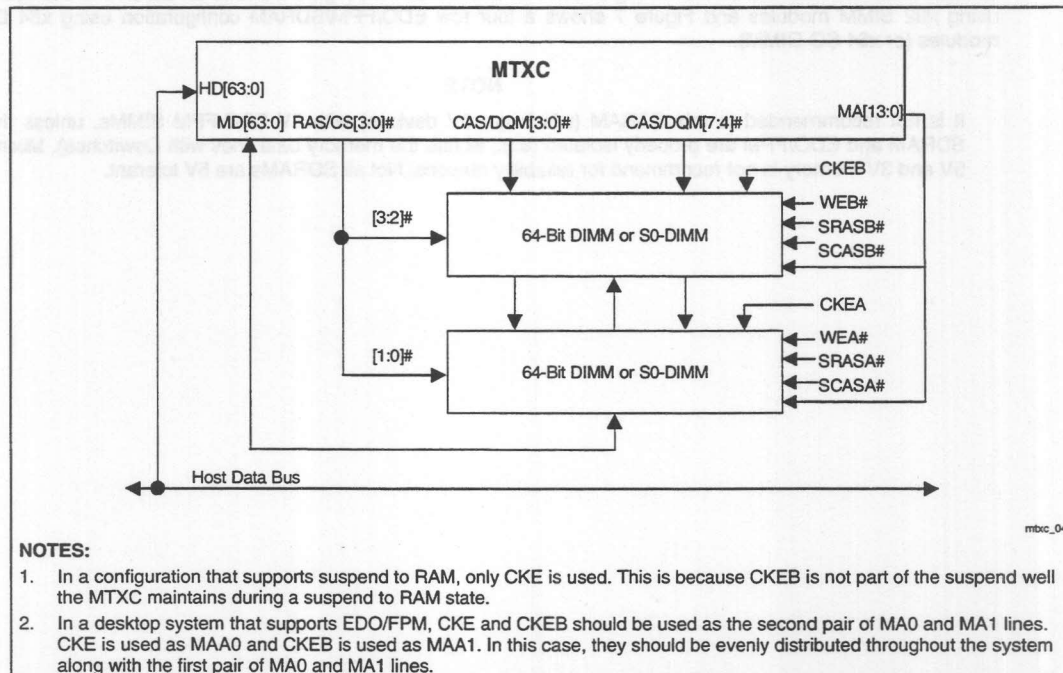 MTXC
HD[63:0]
MD[63:0] RAS/CS[3:0]# CAS/DQM[3:0]# CAS/DQM[7:4]# MA[13:0]
CKEB
WEB#
[3:2]#
64-Bit DIMM or S0-DIMM
SRASB#
SCASB#
CKEA
WEA#
[1:0]#
64-Bit DIMM or S0-DIMM
SRASA#
SCASA#
Host Data Bus
mtxc_04
NOTES:
1. In a configuration that supports suspend to RAM, only CKE is used. This is because CKEB is not part of the suspend well
the MTXC maintains during a suspend to RAM state.
2. In a desktop system that supports EDO/FPM, CKE and CKEB should be used as the second pair of MA0 and MA1 lines.
CKE is used as MAA0 and CKEB is used as MAA1. In this case, they should be evenly distributed throughout the system
along with the first pair of MA0 and MA1 lines.